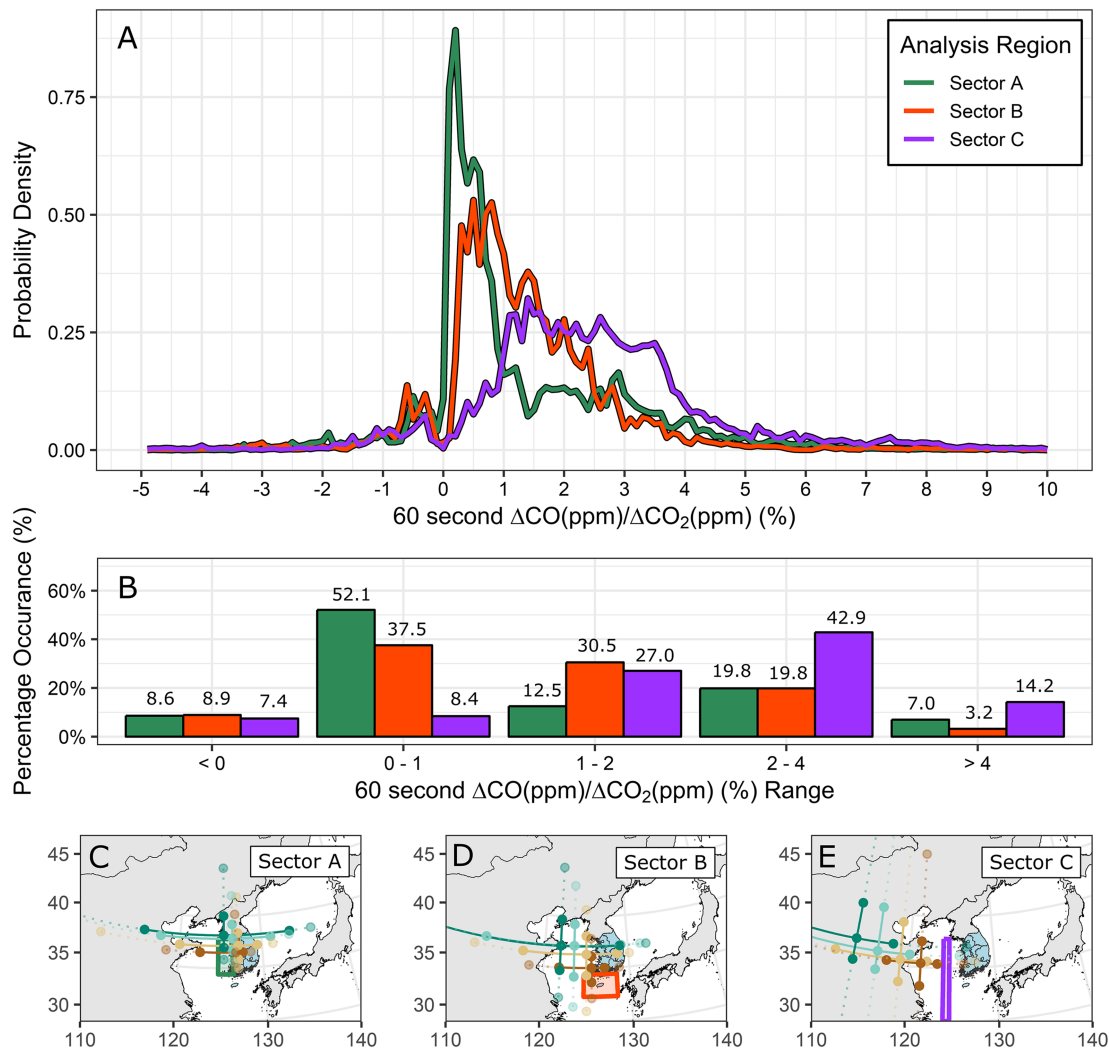 A
Analysis Region
Sector A
Sector B
Sector C
Probability Density
0.75
0.50
0.25
0.00
-5 -4 -3 -2 -1 0 1 2 3 4 5 6 7 8 9 10
60 second ΔCO(ppm)/ΔCO₂(ppm) (%)
B
Percentage Occurance (%)
60%
40%
20%
0%
8.6 8.9 7.4
52.1 37.5 8.4
12.5 30.5 27.0
19.8 19.8 42.9
7.0 3.2 14.2
< 0 0 - 1 1 - 2 2 - 4 > 4
60 second ΔCO(ppm)/ΔCO₂(ppm) (%) Range
C
Sector A
45
40
35
30
110 120 130 140
D
Sector B
45
40
35
30
110 120 130 140
E
Sector C
45
40
35
30
110 120 130 140